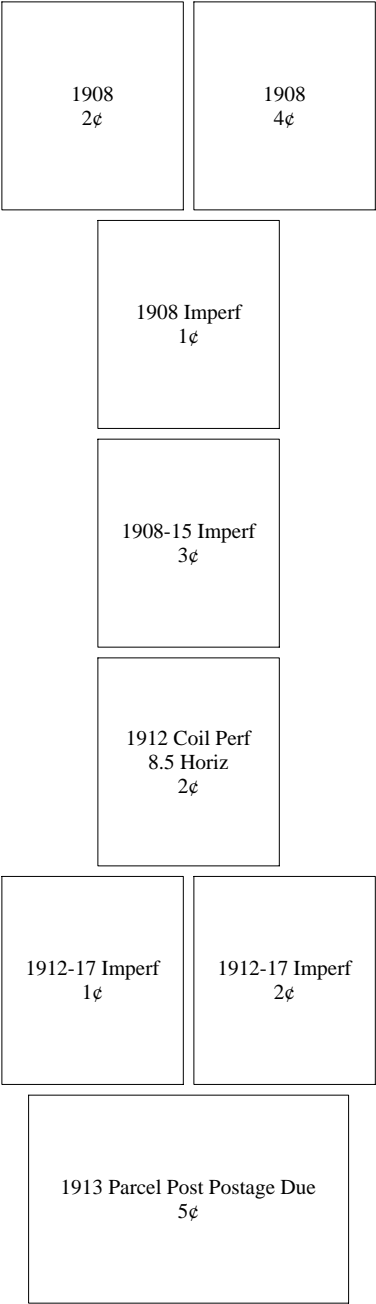 1908
2¢
1908
4¢
1908 Imperf
1¢
1908-15 Imperf
3¢
1912 Coil Perf
8.5 Horiz
2¢
1912-17 Imperf
1¢
1912-17 Imperf
2¢
1913 Parcel Post Postage Due
5¢